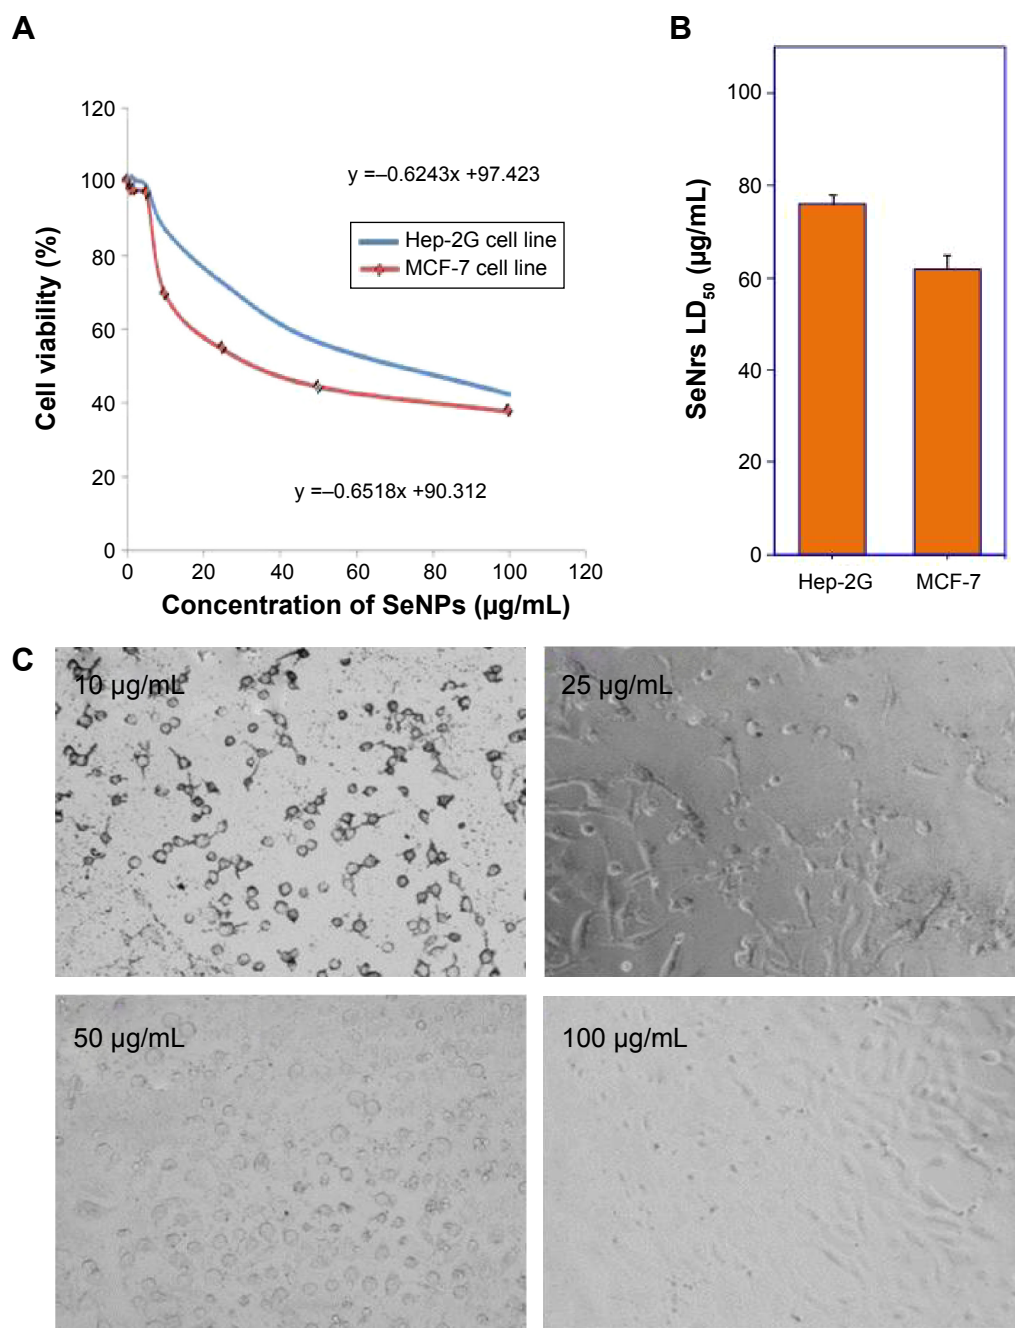 A
120
100
80
60
40
20
0
Cell viability (%)
y =–0.6243x +97.423
Hep-2G cell line
MCF-7 cell line
y =–0.6518x +90.312
0 20 40 60 80 100 120
Concentration of SeNPs (µg/mL)
B
100
80
60
40
20
0
SeNrs LD50 (µg/mL)
Hep-2G MCF-7
C
10 µg/mL
25 µg/mL
50 µg/mL
100 µg/mL